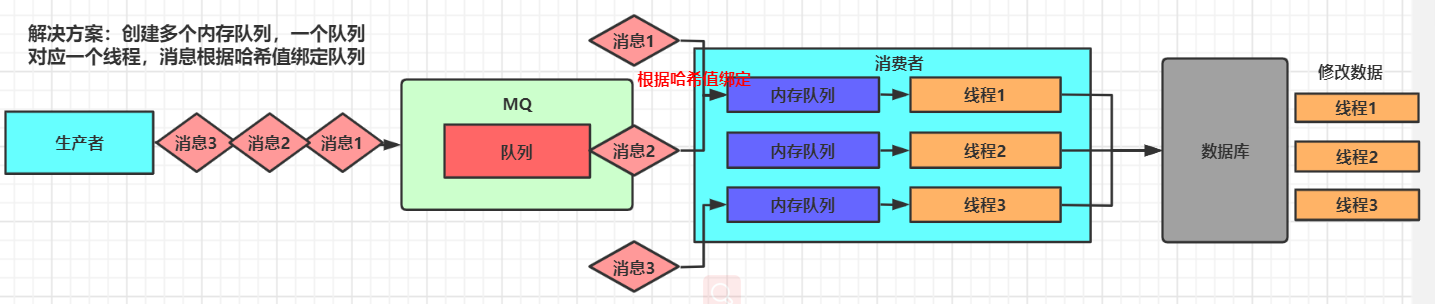 解决方案：创建多个内存队列，一个队列
对应一个线程，消息根据哈希值绑定队列
生产者
消息3
消息2
消息1
MQ
队列
消息1
消息2
消息3
根据哈希值绑定
消费者
内存队列
线程1
内存队列
线程2
内存队列
线程3
数据库
修改数据
线程1
线程2
线程3